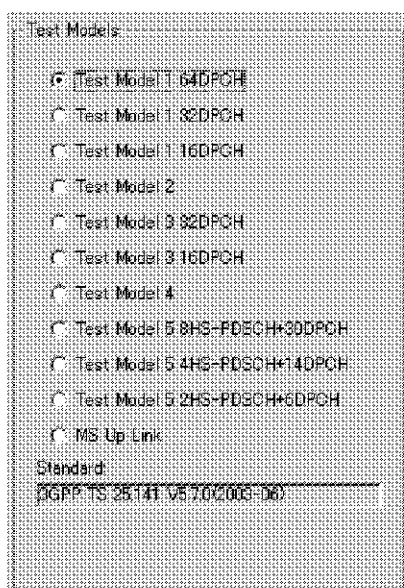 Test Models
Test Model 1 64DPCH
Test Model 1 32DPCH
Test Model 1 16DPCH
Test Model 2
Test Model 3 32DPCH
Test Model 3 16DPCH
Test Model 4
Test Model 5 8HS-PDSCH+30DPCH
Test Model 5 4HS-PDSCH+14DPCH
Test Model 5 2HS-PDSCH+6DPCH
MS Up Link
Standard:
3GPP TS 25.141 V5.7.0(2003-06)